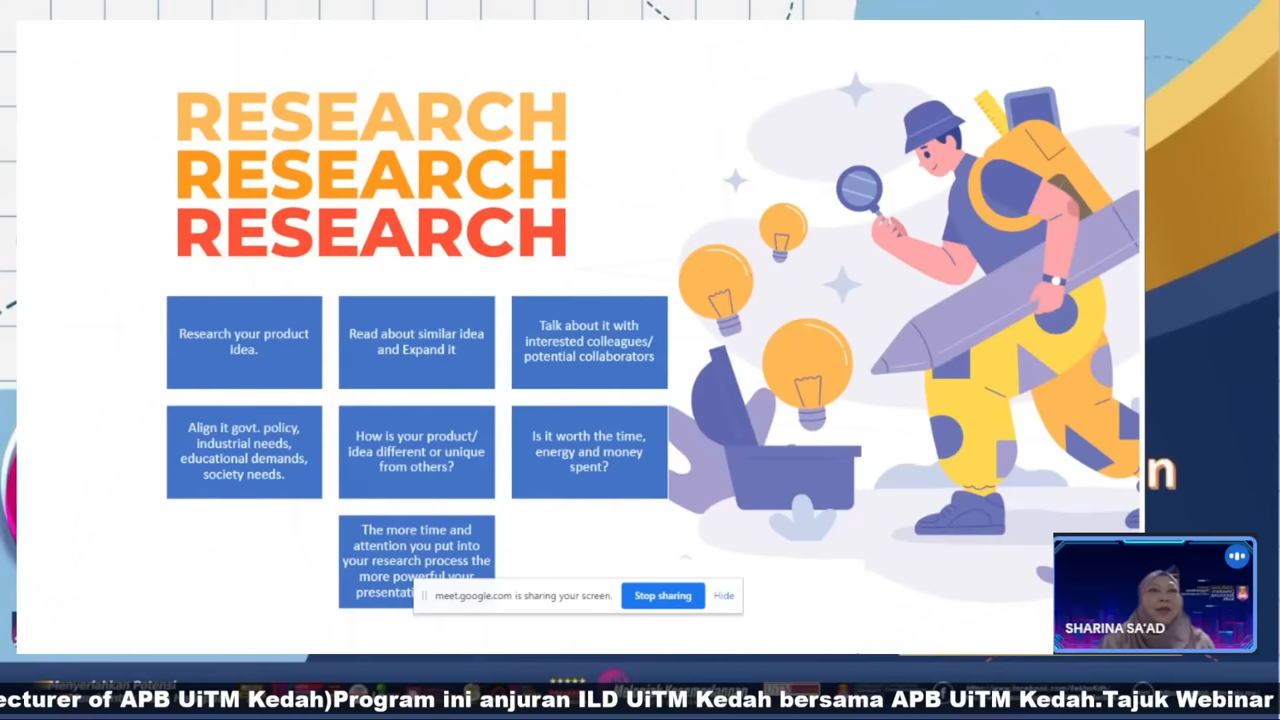 RESEARCH
RESEARCH
RESEARCH
Research your product
idea.
Read about similar idea
and Expand it
Talk about it with
interested colleagues/
potential collaborators
Align it govt. policy,
industrial needs,
educational demands,
society needs.
How is your product/
idea different or unique
from others?
Is it worth the time,
energy and money
spent?
The more time and
attention you put into
your research process the
more powerful your
meet.google.com is sharing your screen.
Stop sharing
Hide
n
SHARINA SA'AD
Menyerlahkan Potensi
ecturer of APB UiTM Kedah)Program ini anjuran ILD UiTM Kedah bersama APB UiTM Kedah.Tajuk Webinar